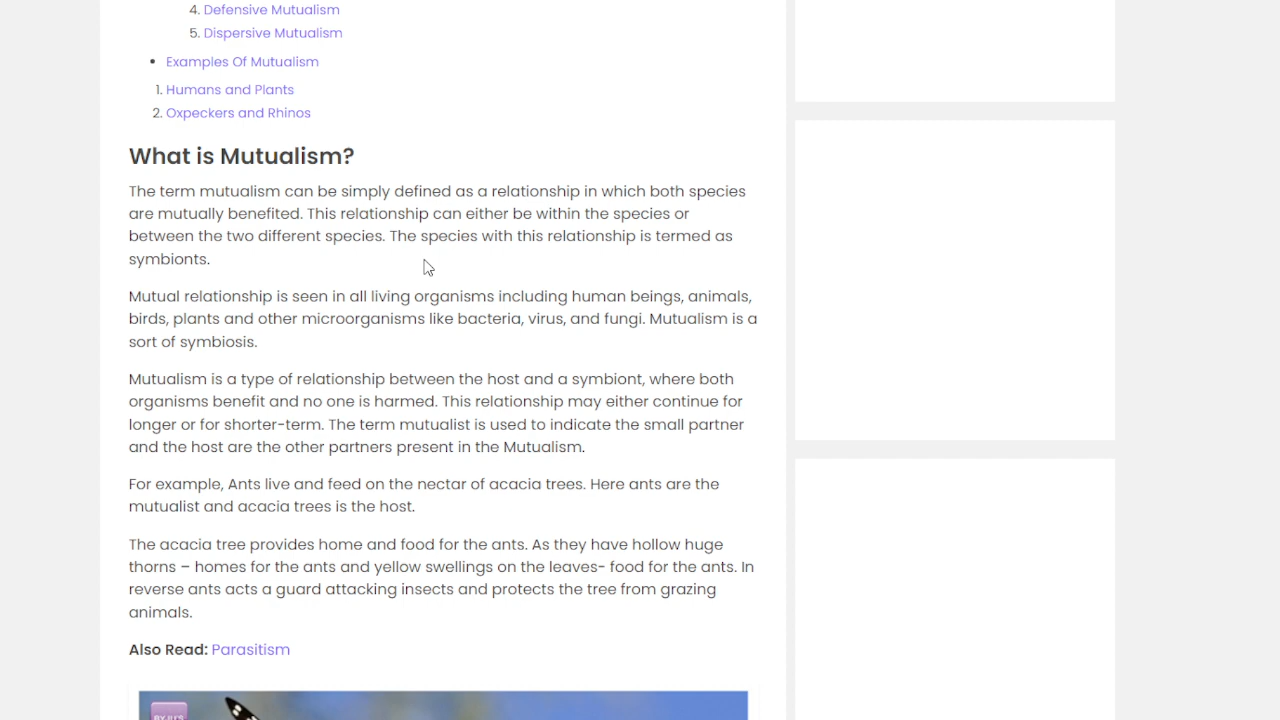 4. Defensive Mutualism
5. Dispersive Mutualism
• Examples Of Mutualism
1. Humans and Plants
2. Oxpeckers and Rhinos
What is Mutualism?
The term mutualism can be simply defined as a relationship in which both species
are mutually benefited. This relationship can either be within the species or
between the two different species. The species with this relationship is termed as
symbionts.
Mutual relationship is seen in all living organisms including human beings, animals,
birds, plants and other microorganisms like bacteria, virus, and fungi. Mutualism is a
sort of symbiosis.
Mutualism is a type of relationship between the host and a symbiont, where both
organisms benefit and no one is harmed. This relationship may either continue for
longer or for shorter-term. The term mutualist is used to indicate the small partner
and the host are the other partners present in the Mutualism.
For example, Ants live and feed on the nectar of acacia trees. Here ants are the
mutualist and acacia trees is the host.
The acacia tree provides home and food for the ants. As they have hollow huge
thorns – homes for the ants and yellow swellings on the leaves- food for the ants. In
reverse ants acts a guard attacking insects and protects the tree from grazing
animals.
Also Read: Parasitism
BYJU'S